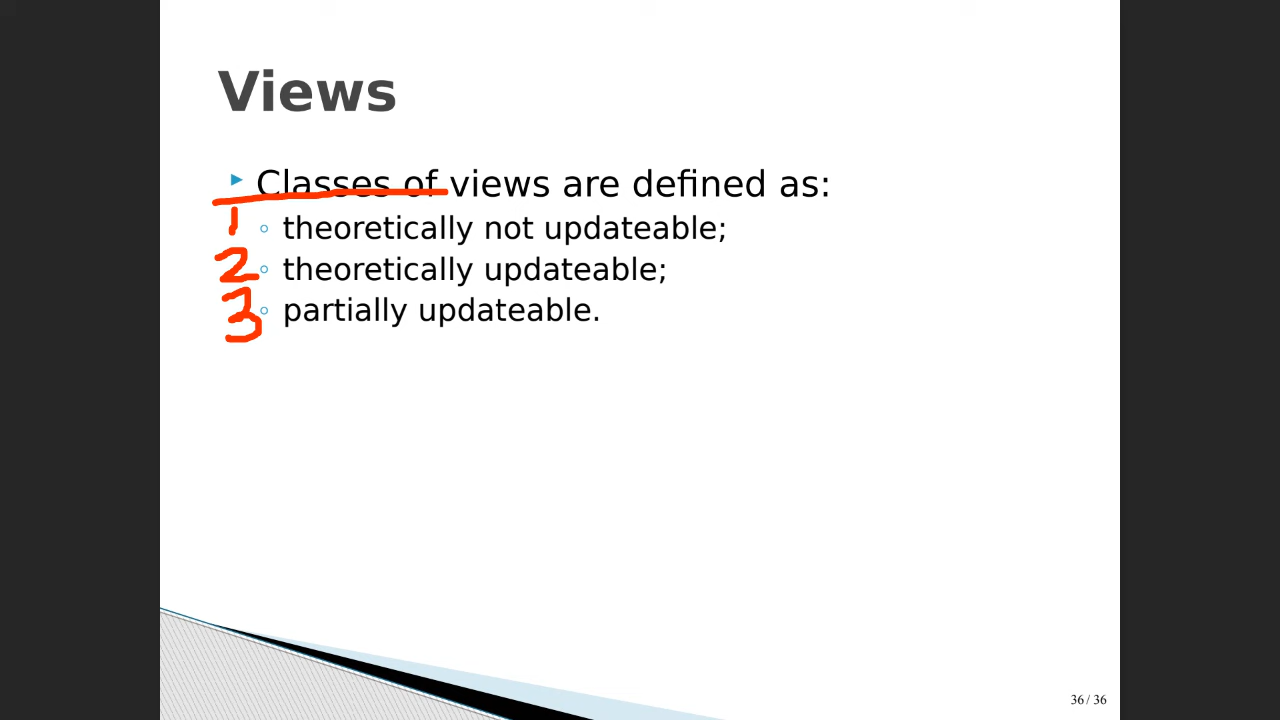 Views
Classes of views are defined as:
1 theoretically not updateable;
2 theoretically updateable;
3 partially updateable.
36 / 36